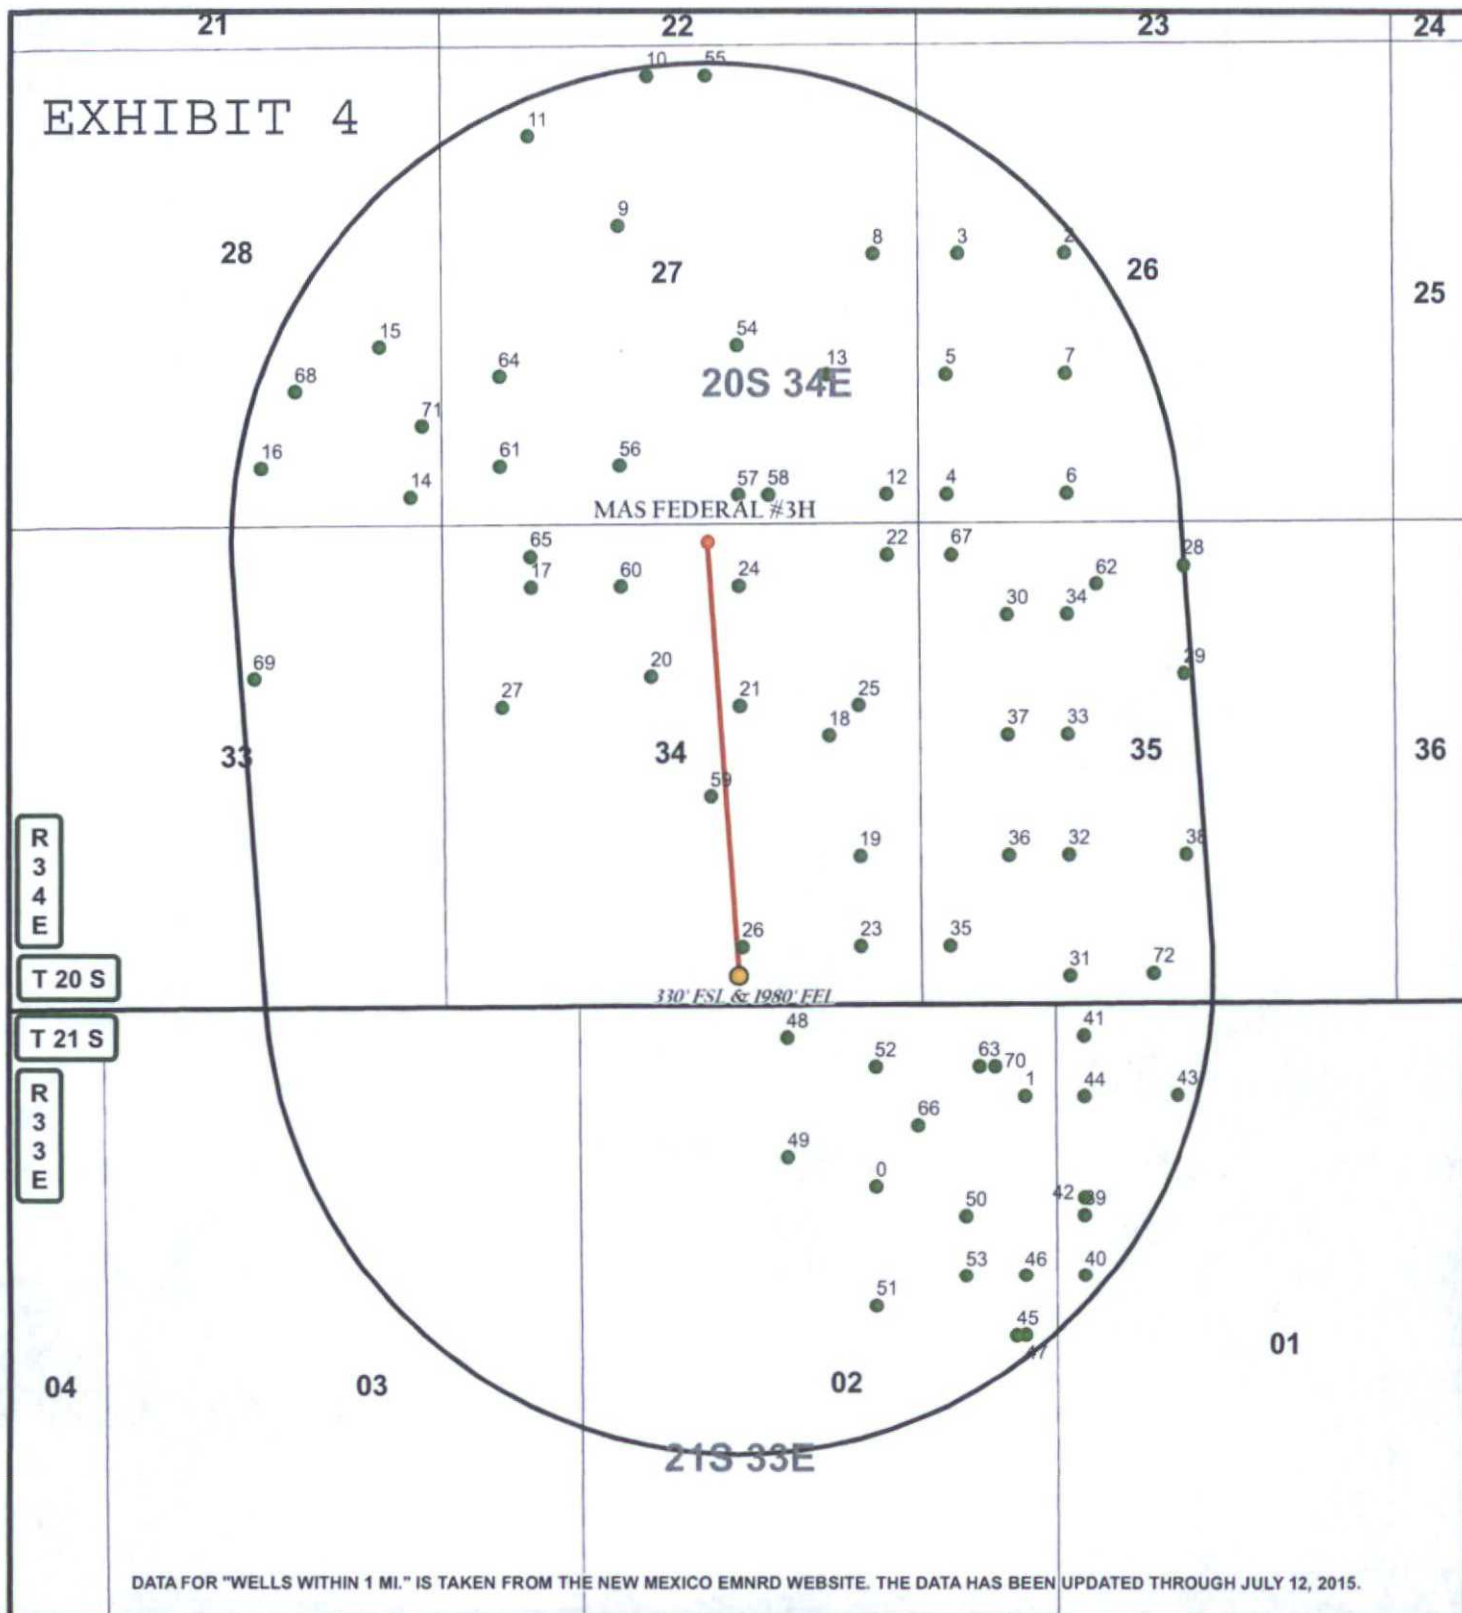 21 22 23 24
10 55
EXHIBIT 4
11
9
28 27 8 3 2 26
25
15 54
64 13 5 7
68 20S 34E
71
16 61 56
14 57 58 12 4 6
MAS FEDERAL #3H
65 22 67 28
17 60 24 62
30 34
69 20 29
27 21 25
18 37 33
33 34 35 36
59
R
3
4
E
19 36 32 38
26 23 35
31 72
T 20 S
330' FSL & 1980' FEL
T 21 S
48 41
52 63 70
R
3
3
E
1 44 43
66
49
0
42 39
50
53 46 40
51
45
47
01
04 03 02
21S 33E
DATA FOR "WELLS WITHIN 1 MI." IS TAKEN FROM THE NEW MEXICO EMNRD WEBSITE. THE DATA HAS BEEN UPDATED THROUGH JULY 12, 2015.